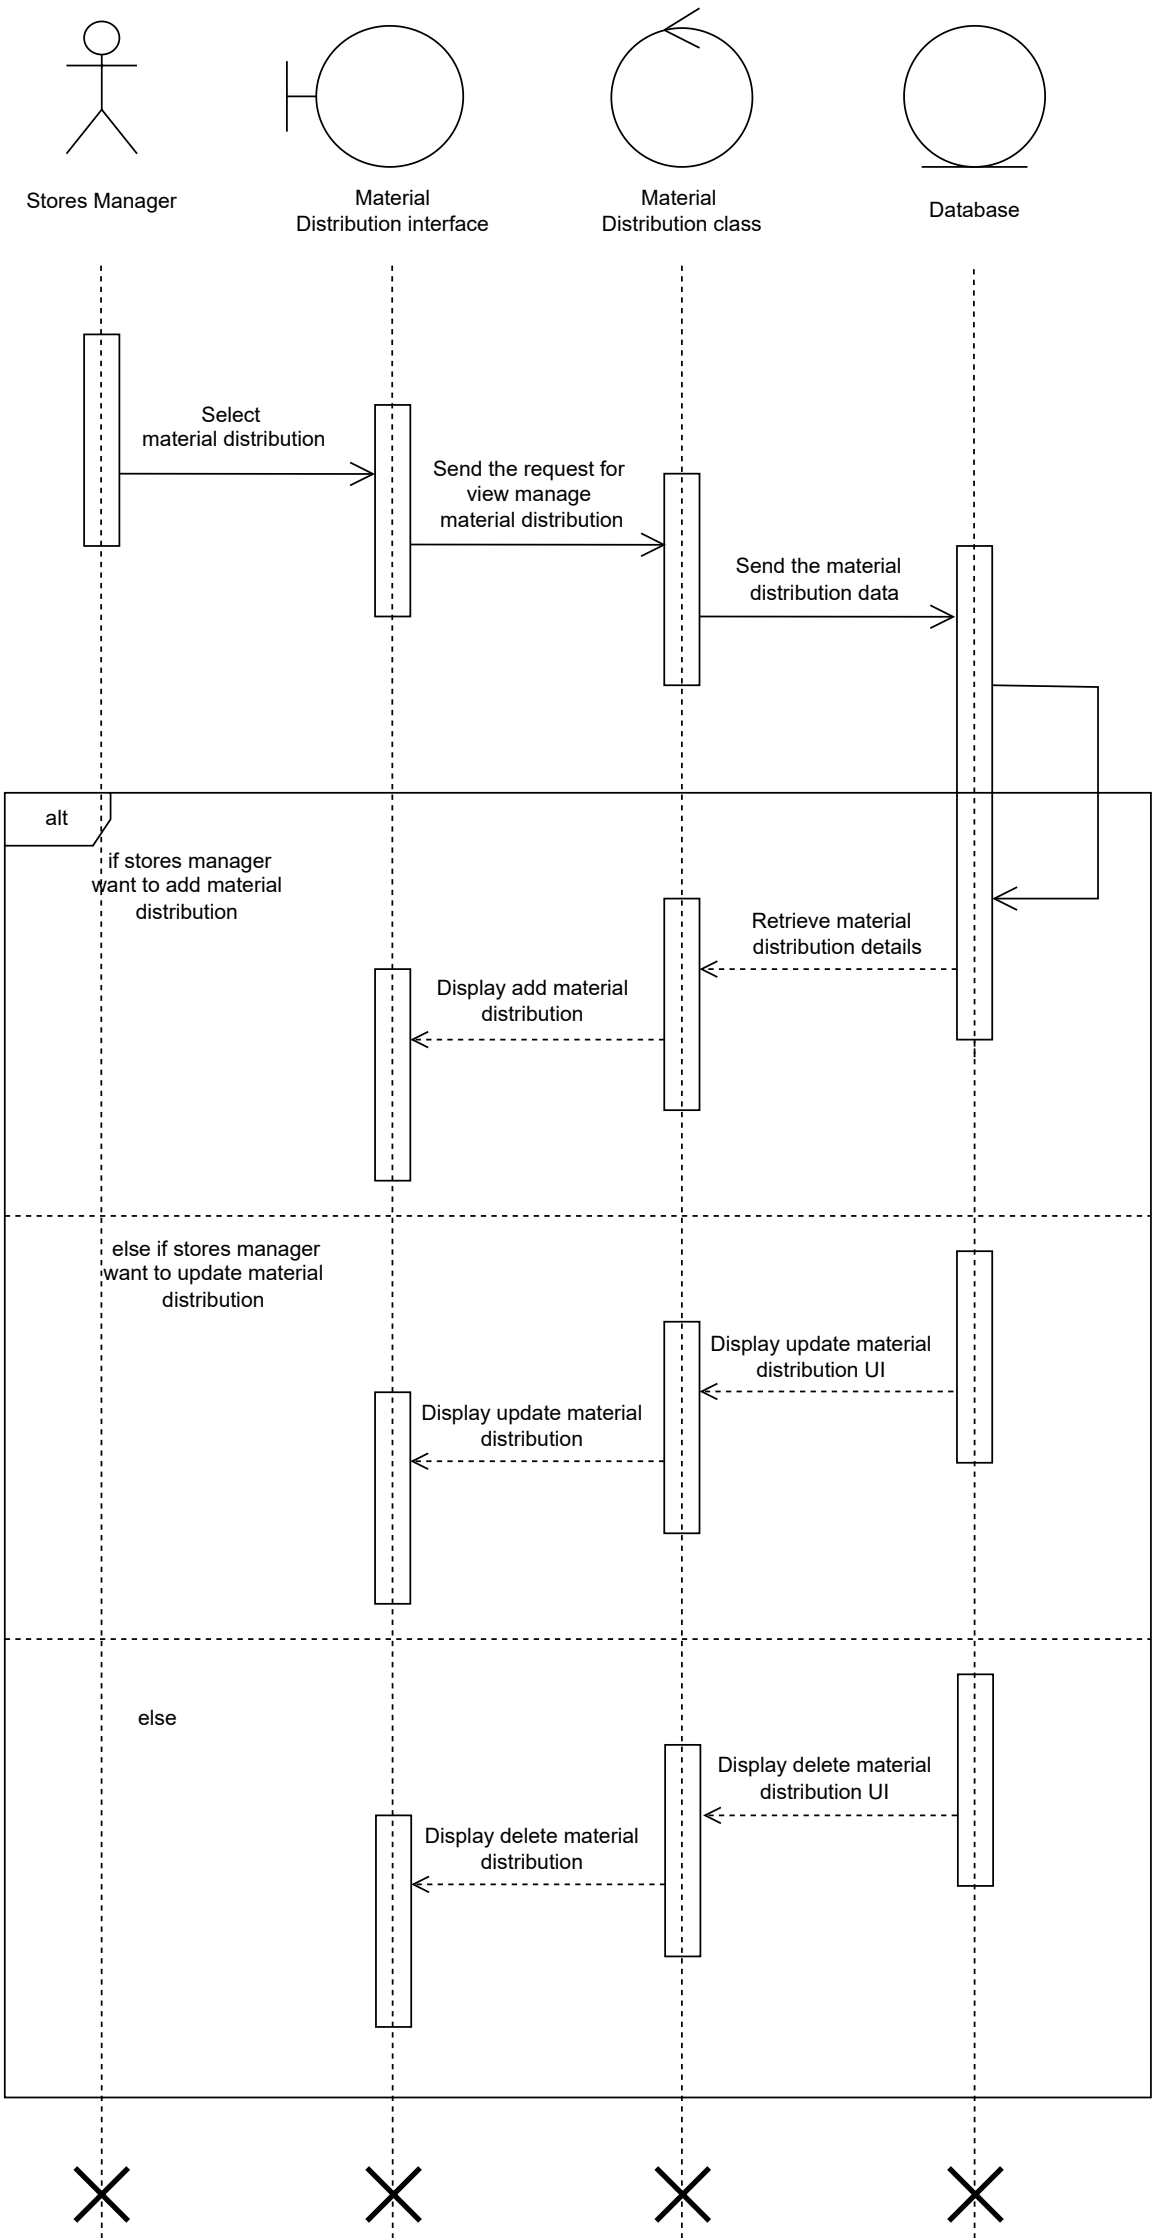 Stores Manager
Material
Distribution interface
Material
Distribution class
Database
Select
material distribution
Send the request for
view manage
material distribution
Send the material
distribution data
alt
if stores manager
want to add material
distribution
Retrieve material
distribution details
Display add material
distribution
else if stores manager
want to update material
distribution
Display update material
distribution UI
Display update material
distribution
else
Display delete material
distribution UI
Display delete material
distribution